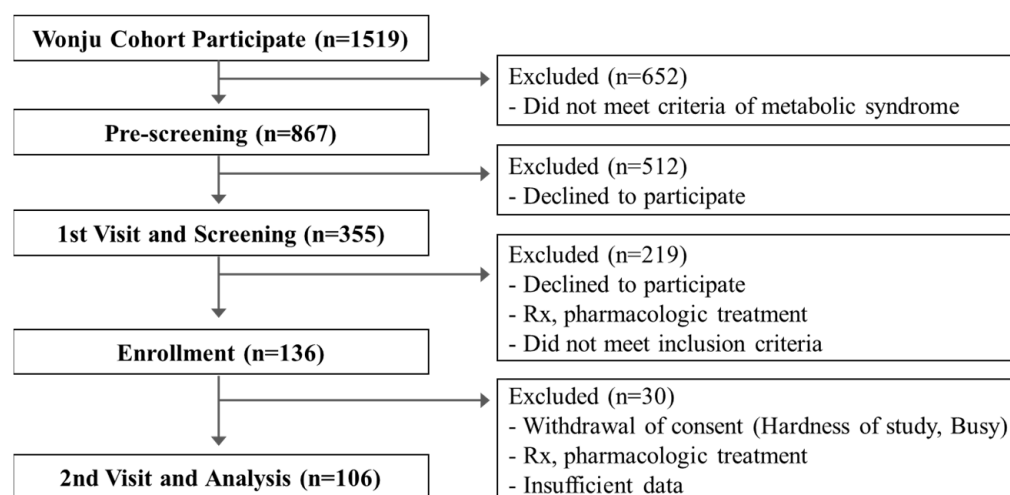 Wonju Cohort Participate (n=1519)
Excluded (n=652)
- Did not meet criteria of metabolic syndrome
Pre-screening (n=867)
Excluded (n=512)
- Declined to participate
1st Visit and Screening (n=355)
Excluded (n=219)
- Declined to participate
- Rx, pharmacologic treatment
- Did not meet inclusion criteria
Enrollment (n=136)
Excluded (n=30)
- Withdrawal of consent (Hardness of study, Busy)
- Rx, pharmacologic treatment
- Insufficient data
2nd Visit and Analysis (n=106)